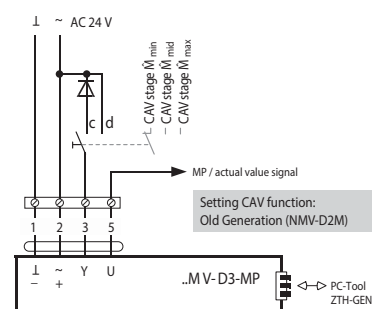 ⊥ ~ AC 24 V
CAV stage Ṁ min
– CAV stage Ṁ mid
– CAV stage Ṁ max
c d
MP / actual value signal
Setting CAV function:
Old Generation (NMV-D2M)
1 2 3 5
⊥ ~ Y U
– +
..M V- D3-MP
PC-Tool
ZTH-GEN